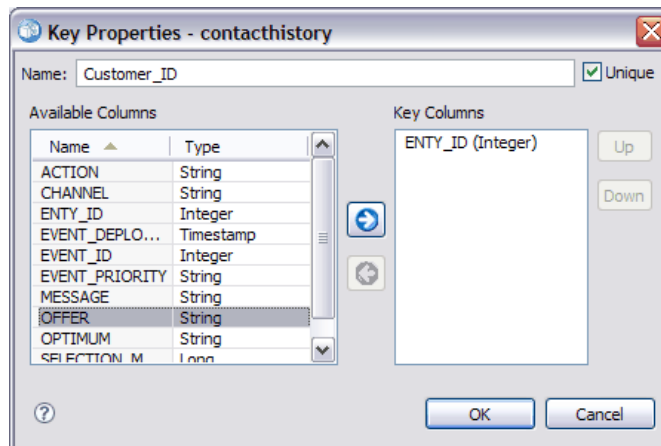 Key Properties - contacthistory
Name: Customer_ID Unique
Available Columns Key Columns
Name Type
ENTY_ID (Integer)
Up
ACTION String
CHANNEL String
Down
ENTY_ID Integer
EVENT_DEPLO... Timestamp
EVENT_ID Integer
EVENT_PRIORITY String
MESSAGE String
OFFER String
OPTIMUM String
SELECTION_M... Long
? OK Cancel